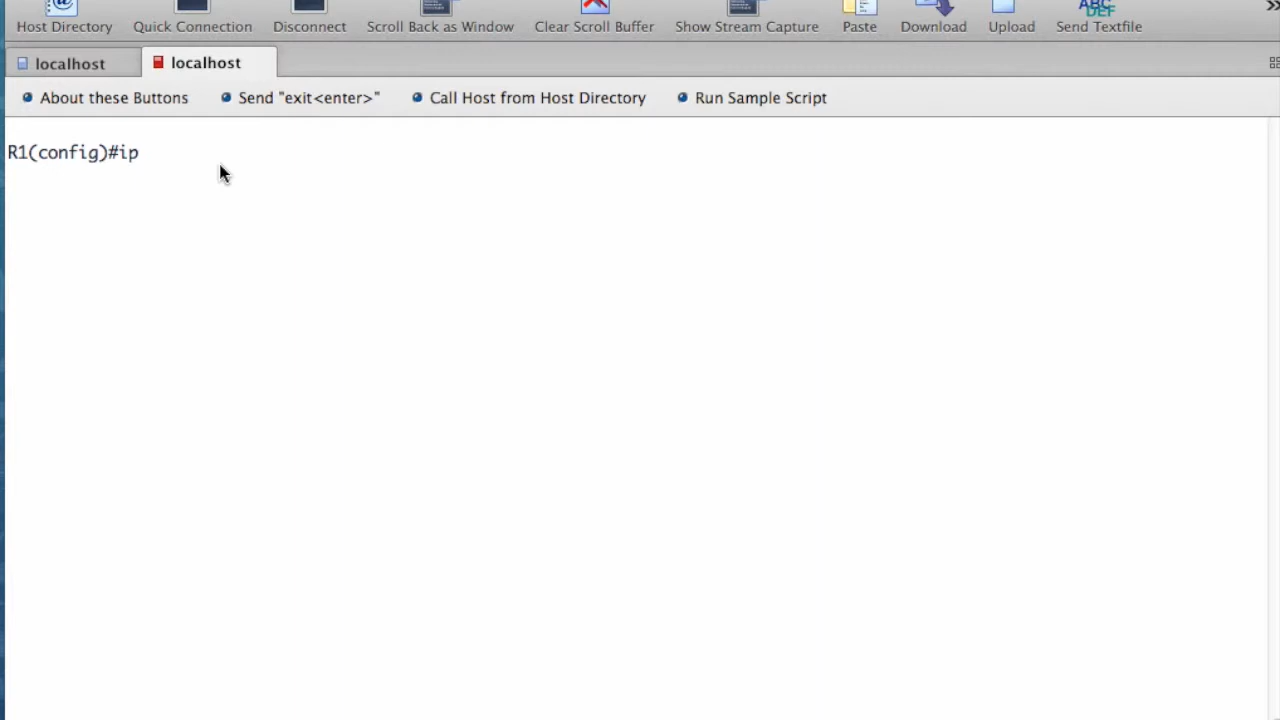 Host Directory Quick Connection Disconnect Scroll Back as Window Clear Scroll Buffer Show Stream Capture Paste Download Upload Send Textfile
localhost localhost
About these Buttons Send "exit<enter>" Call Host from Host Directory Run Sample Script
R1(config)#ip